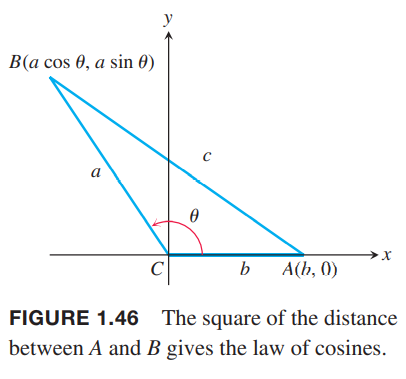 y
B(a cos θ, a sin θ)
c
a
θ
x
C
b
A(b, 0)
FIGURE 1.46 The square of the distance
between A and B gives the law of cosines.